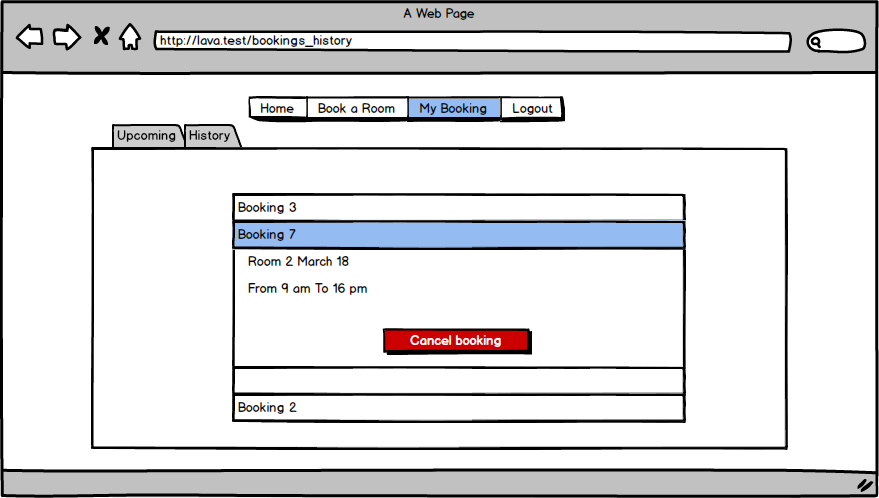 A Web Page
http://lava.test/bookings_history
Home Book a Room My Booking Logout
Upcoming History
Booking 3
Booking 7
Room 2 March 18
From 9 am To 16 pm
Cancel booking
Booking 2